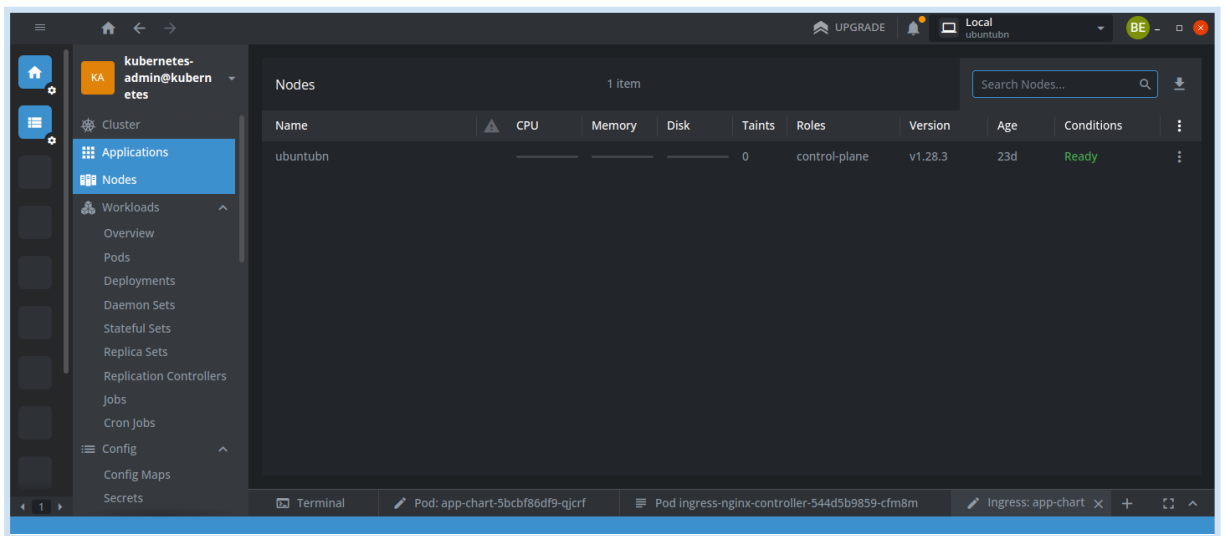 UPGRADE
Local
ubuntubn
BE
KA
kubernetes-
admin@kubern
etes
Cluster
Applications
Nodes
Workloads
Overview
Pods
Deployments
Daemon Sets
Stateful Sets
Replica Sets
Replication Controllers
Jobs
Cron Jobs
Config
Config Maps
Secrets
1
Nodes 1 item Search Nodes...
Name CPU Memory Disk Taints Roles Version Age Conditions
ubuntubn 0 control-plane v1.28.3 23d Ready
Terminal Pod: app-chart-5bcbf86df9-qjcrf Pod ingress-nginx-controller-544d5b9859-cfm8m Ingress: app-chart